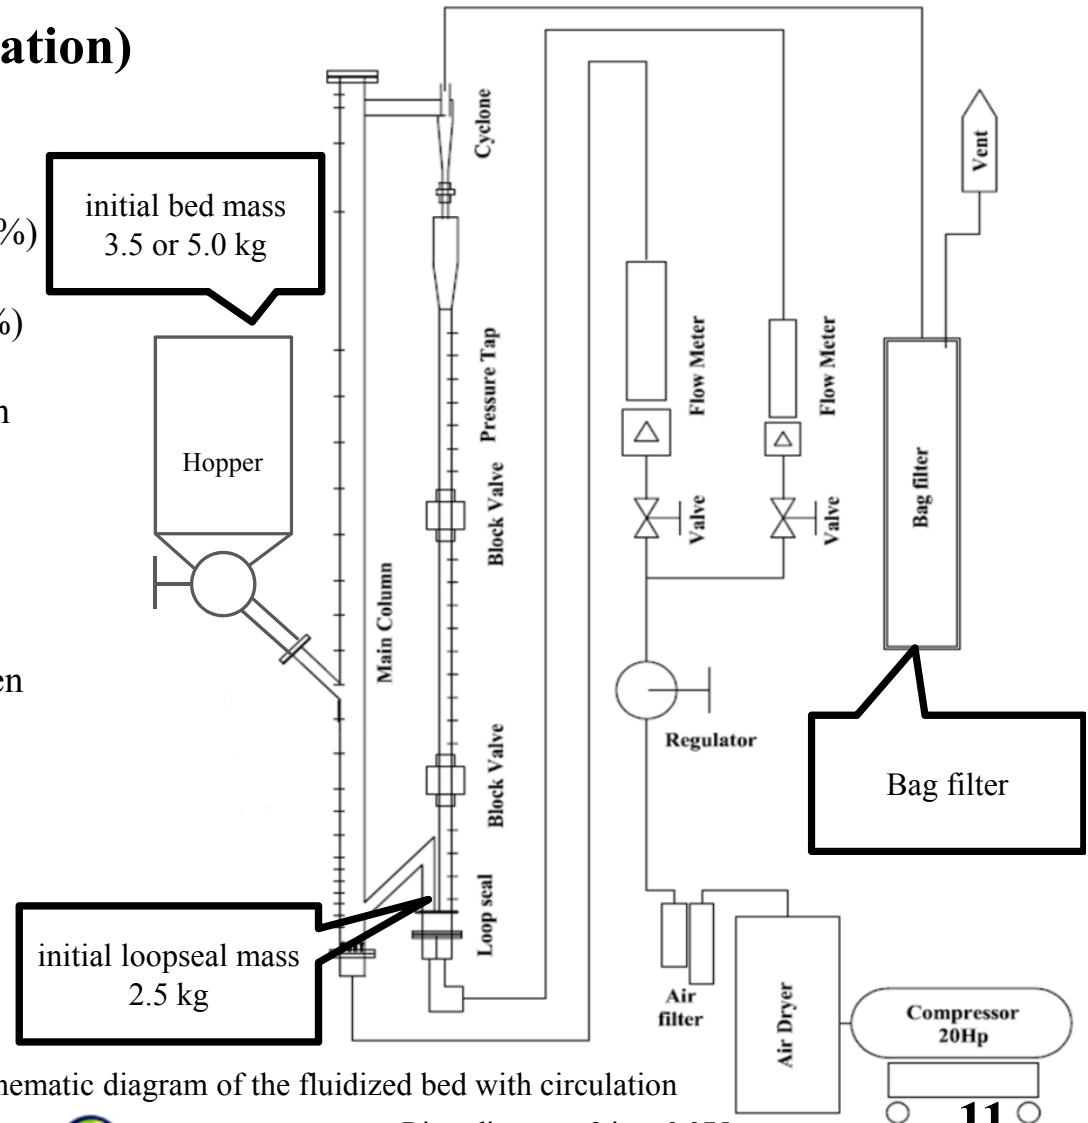 ation)
Cyclone
Vent
initial bed mass
3.5 or 5.0 kg
%)
%)
n
Hopper
Pressure Tap
Flow Meter
Flow Meter
Block Valve
Valve
Valve
Bag filter
Main Column
en
Regulator
Block Valve
Bag filter
Loop seal
initial loopseal mass
2.5 kg
Air
filter
Air Dryer
Compressor
20Hp
hematic diagram of the fluidized bed with circulation
11